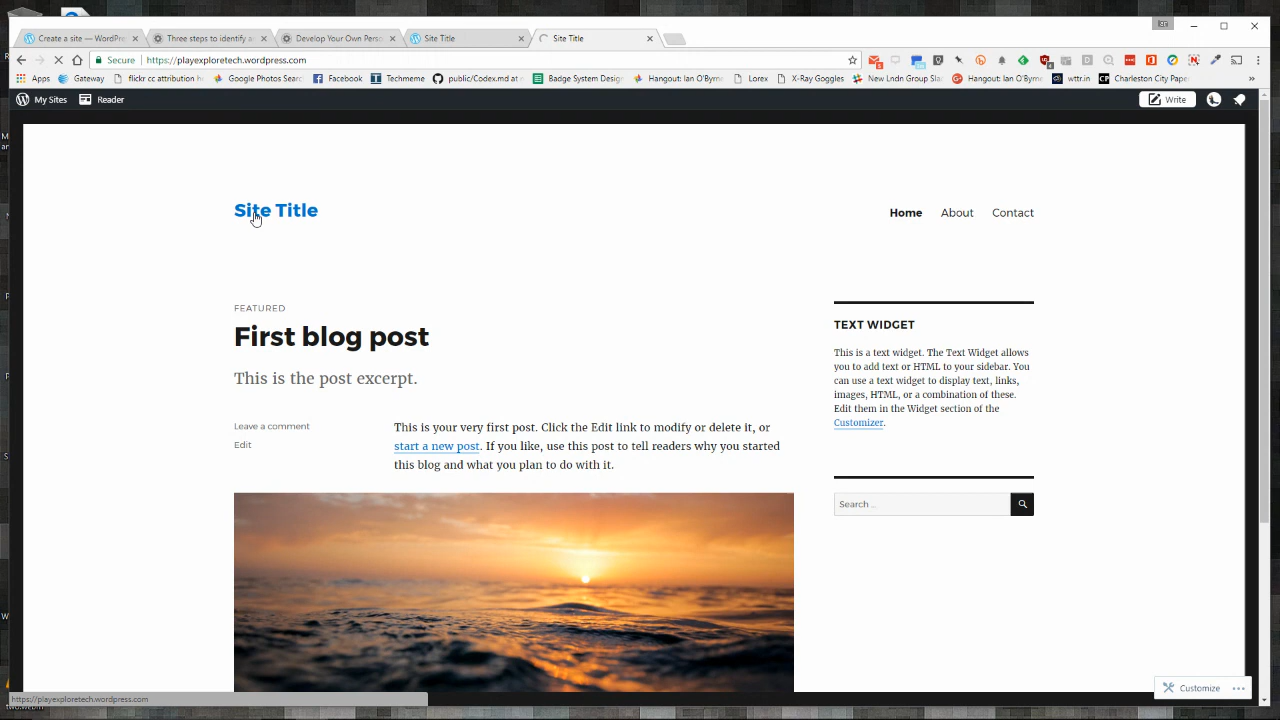 Ian
Create a site — WordPre
Three steps to identify an
Develop Your Own Perso
Site Title
Site Title
Secure
https://playexploretech.wordpress.com
Apps
Gateway
flickr cc attribution h
Google Photos Searc
Facebook
Techmeme
public/Codex.md at n
Badge System Design
Hangout: Ian O'Byrn
Lorex
X-Ray Goggles
New Lndn Group Sla
Hangout: Ian O'Byrn
wttr.in
Charleston City Pape
»
My Sites
Reader
Write
Site Title
Home
About
Contact
FEATURED
First blog post
This is the post excerpt.
Leave a comment
Edit
This is your very first post. Click the Edit link to modify or delete it, or
start a new post. If you like, use this post to tell readers why you started
this blog and what you plan to do with it.
TEXT WIDGET
This is a text widget. The Text Widget allows
you to add text or HTML to your sidebar. You
can use a text widget to display text, links,
images, HTML, or a combination of these.
Edit them in the Widget section of the
Customizer.
Search …
Customize
https://playexploretech.wordpress.com